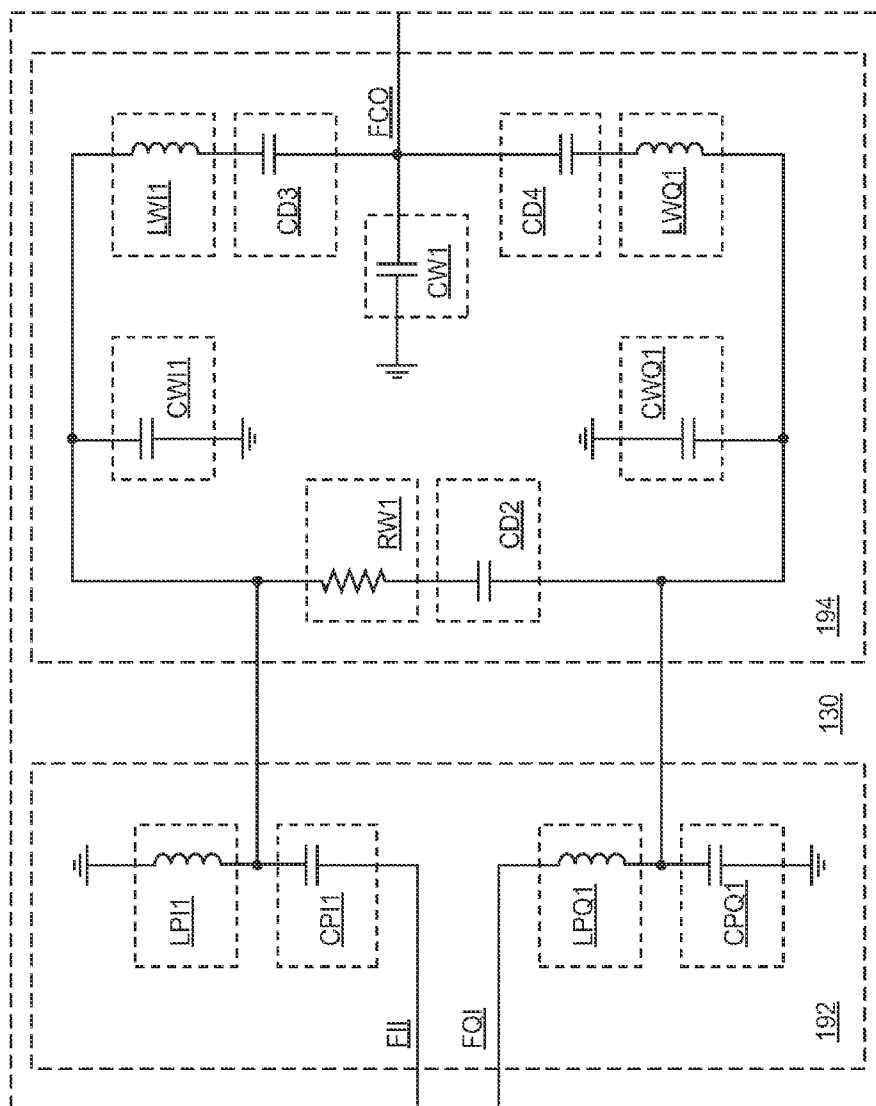 FCO
LWI1
CD3
CD4
LWQ1
CW1
CWI1
CWQ1
RW1
CD2
194
130
LPI1
CPI1
LPQ1
CPQ1
FII
FQI
192